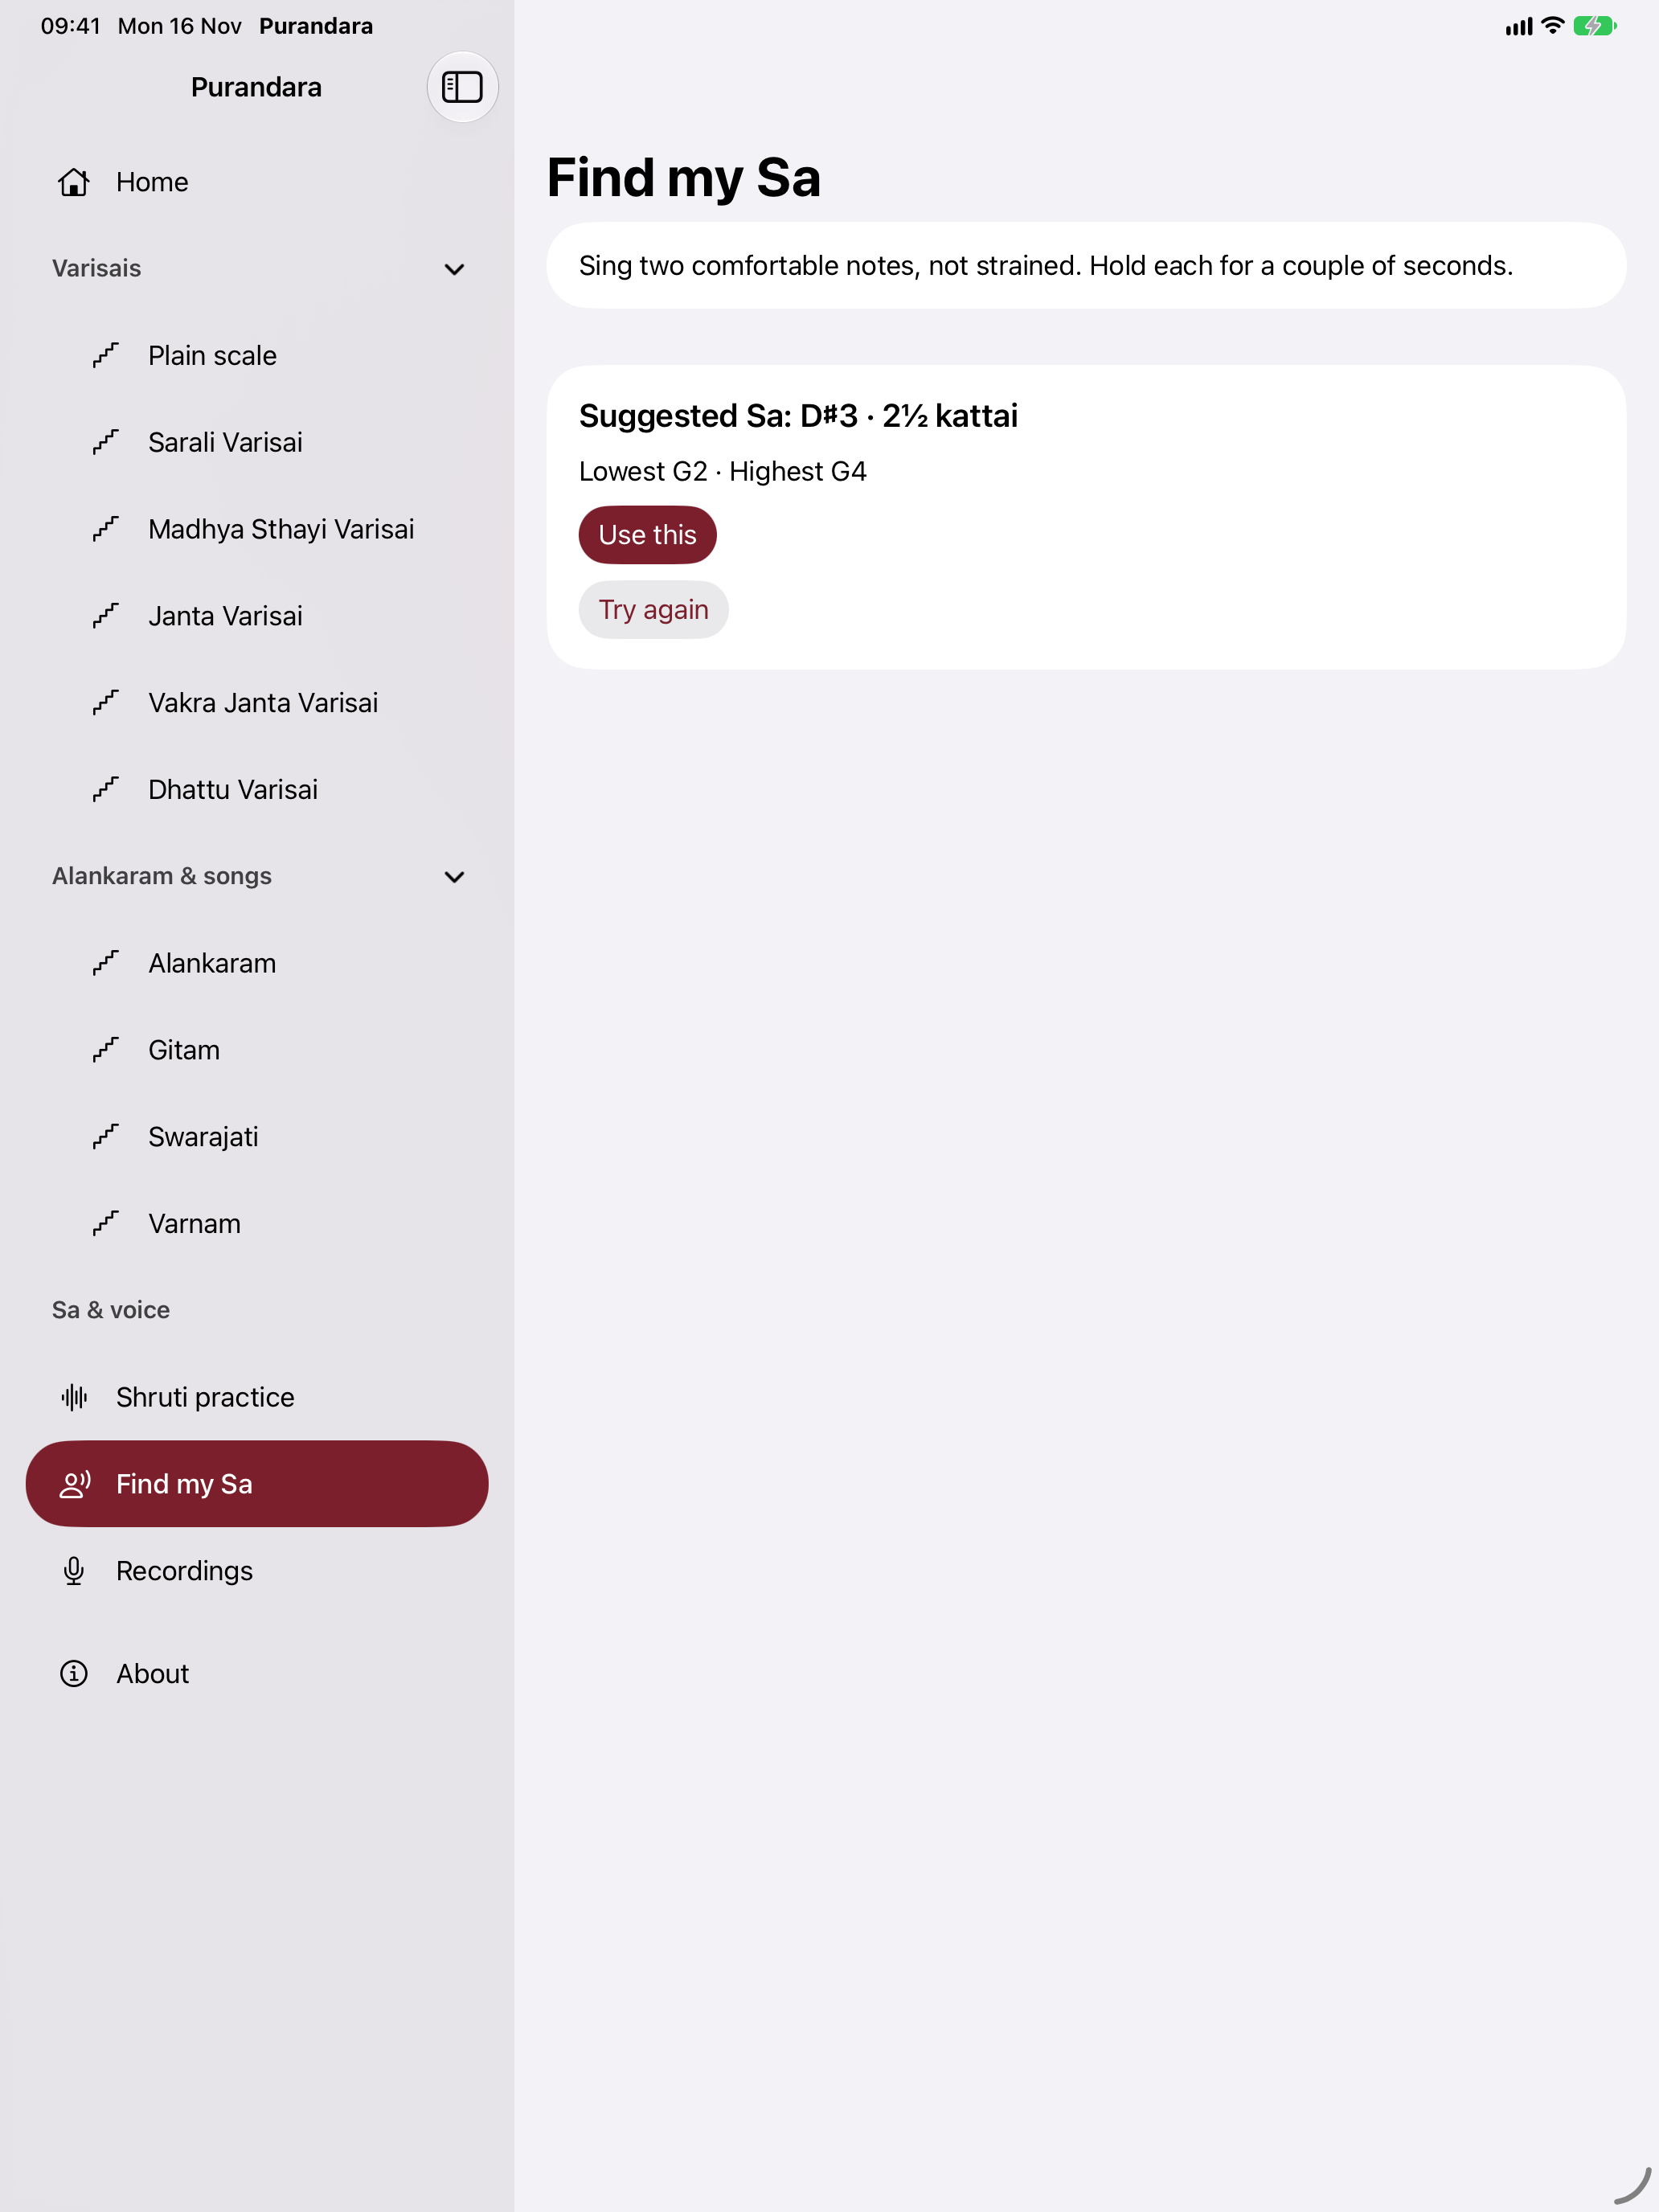 09:41 Mon 16 Nov Purandara
Purandara
Home
Varisais
Plain scale
Sarali Varisai
Madhya Sthayi Varisai
Janta Varisai
Vakra Janta Varisai
Dhattu Varisai
Alankaram & songs
Alankaram
Gitam
Swarajati
Varnam
Sa & voice
Shruti practice
Find my Sa
Recordings
About
Find my Sa
Sing two comfortable notes, not strained. Hold each for a couple of seconds.
Suggested Sa: D♯3 · 2½ kattai
Lowest G2 · Highest G4
Use this
Try again